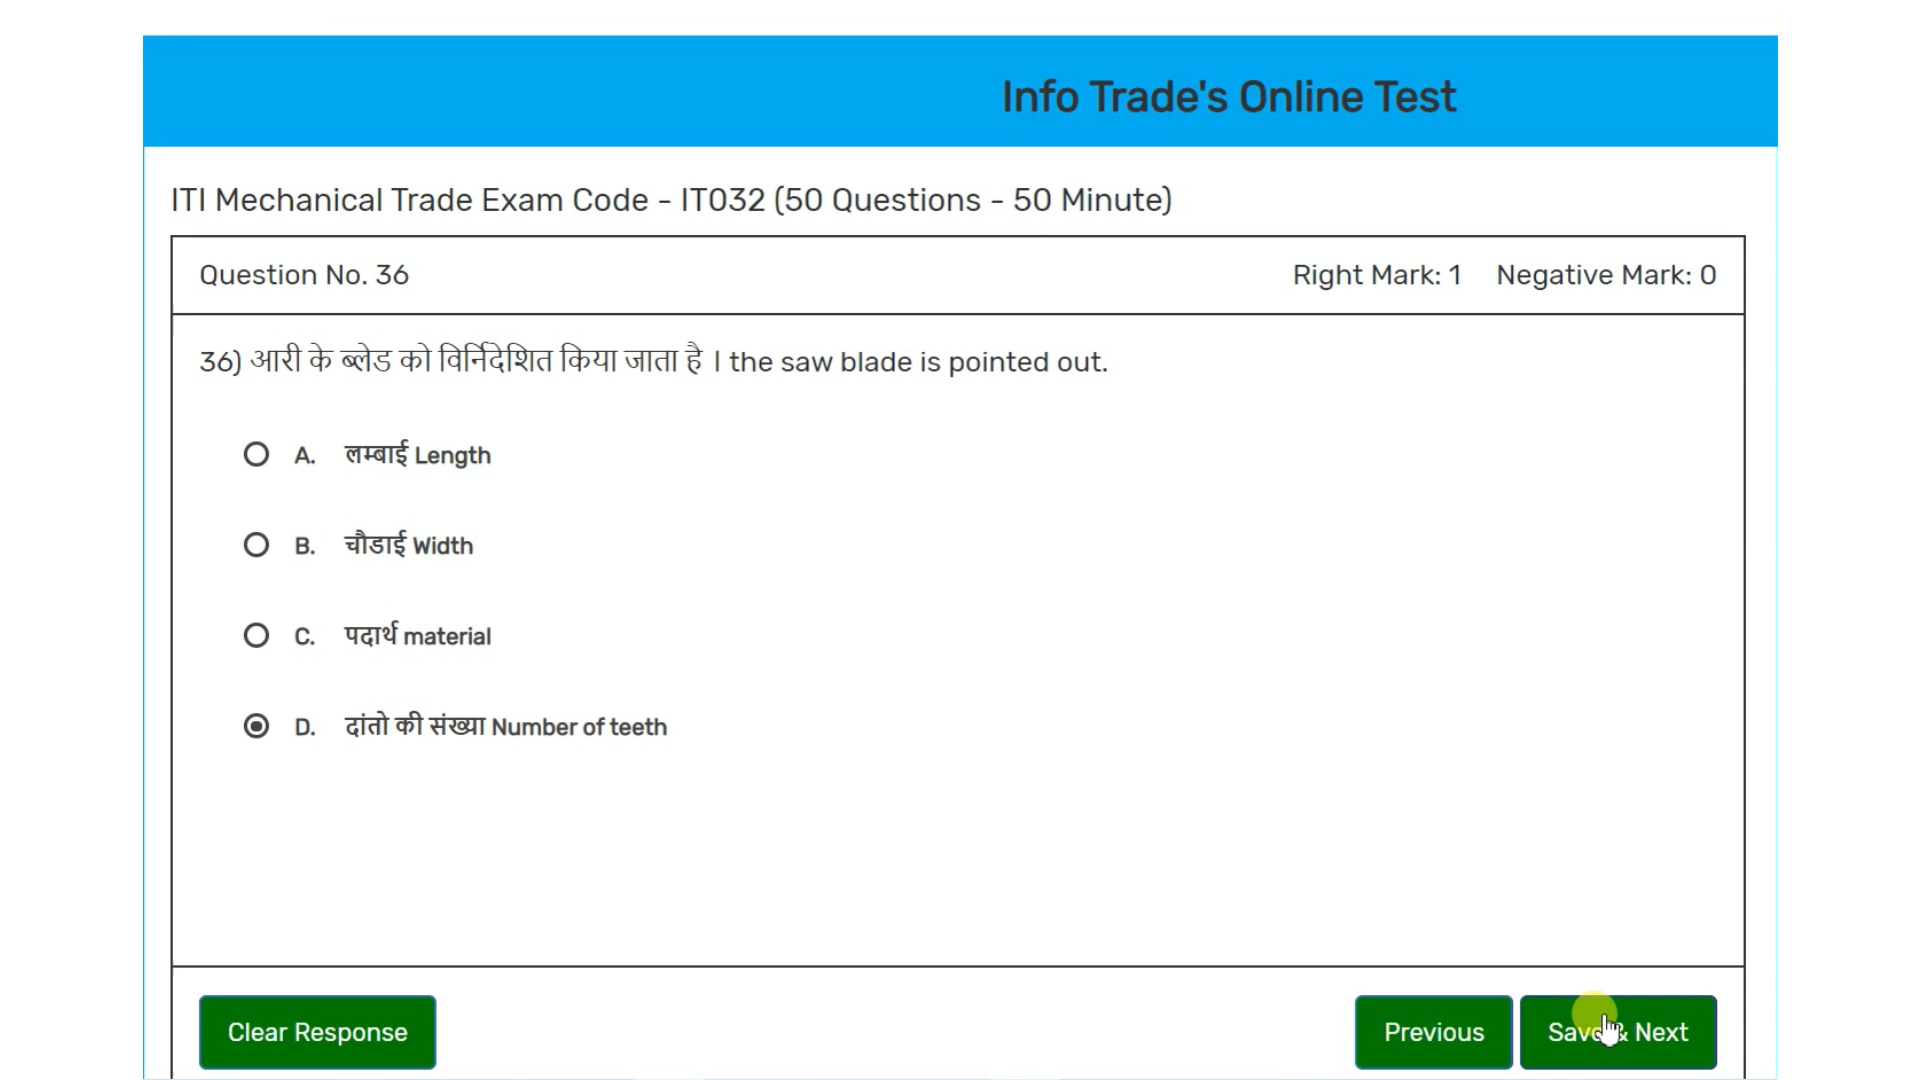 Info Trade's Online Test
ITI Mechanical Trade Exam Code - IT032 (50 Questions - 50 Minute)
Question No. 36
Right Mark: 1 Negative Mark: 0
36) आरी के ब्लेड को विर्निदेशित किया जाता है l the saw blade is pointed out.
A. लम्बाई Length
B. चौडाई Width
C. पदार्थ material
D. दांतो की संख्या Number of teeth
Clear Response
Previous
Save & Next